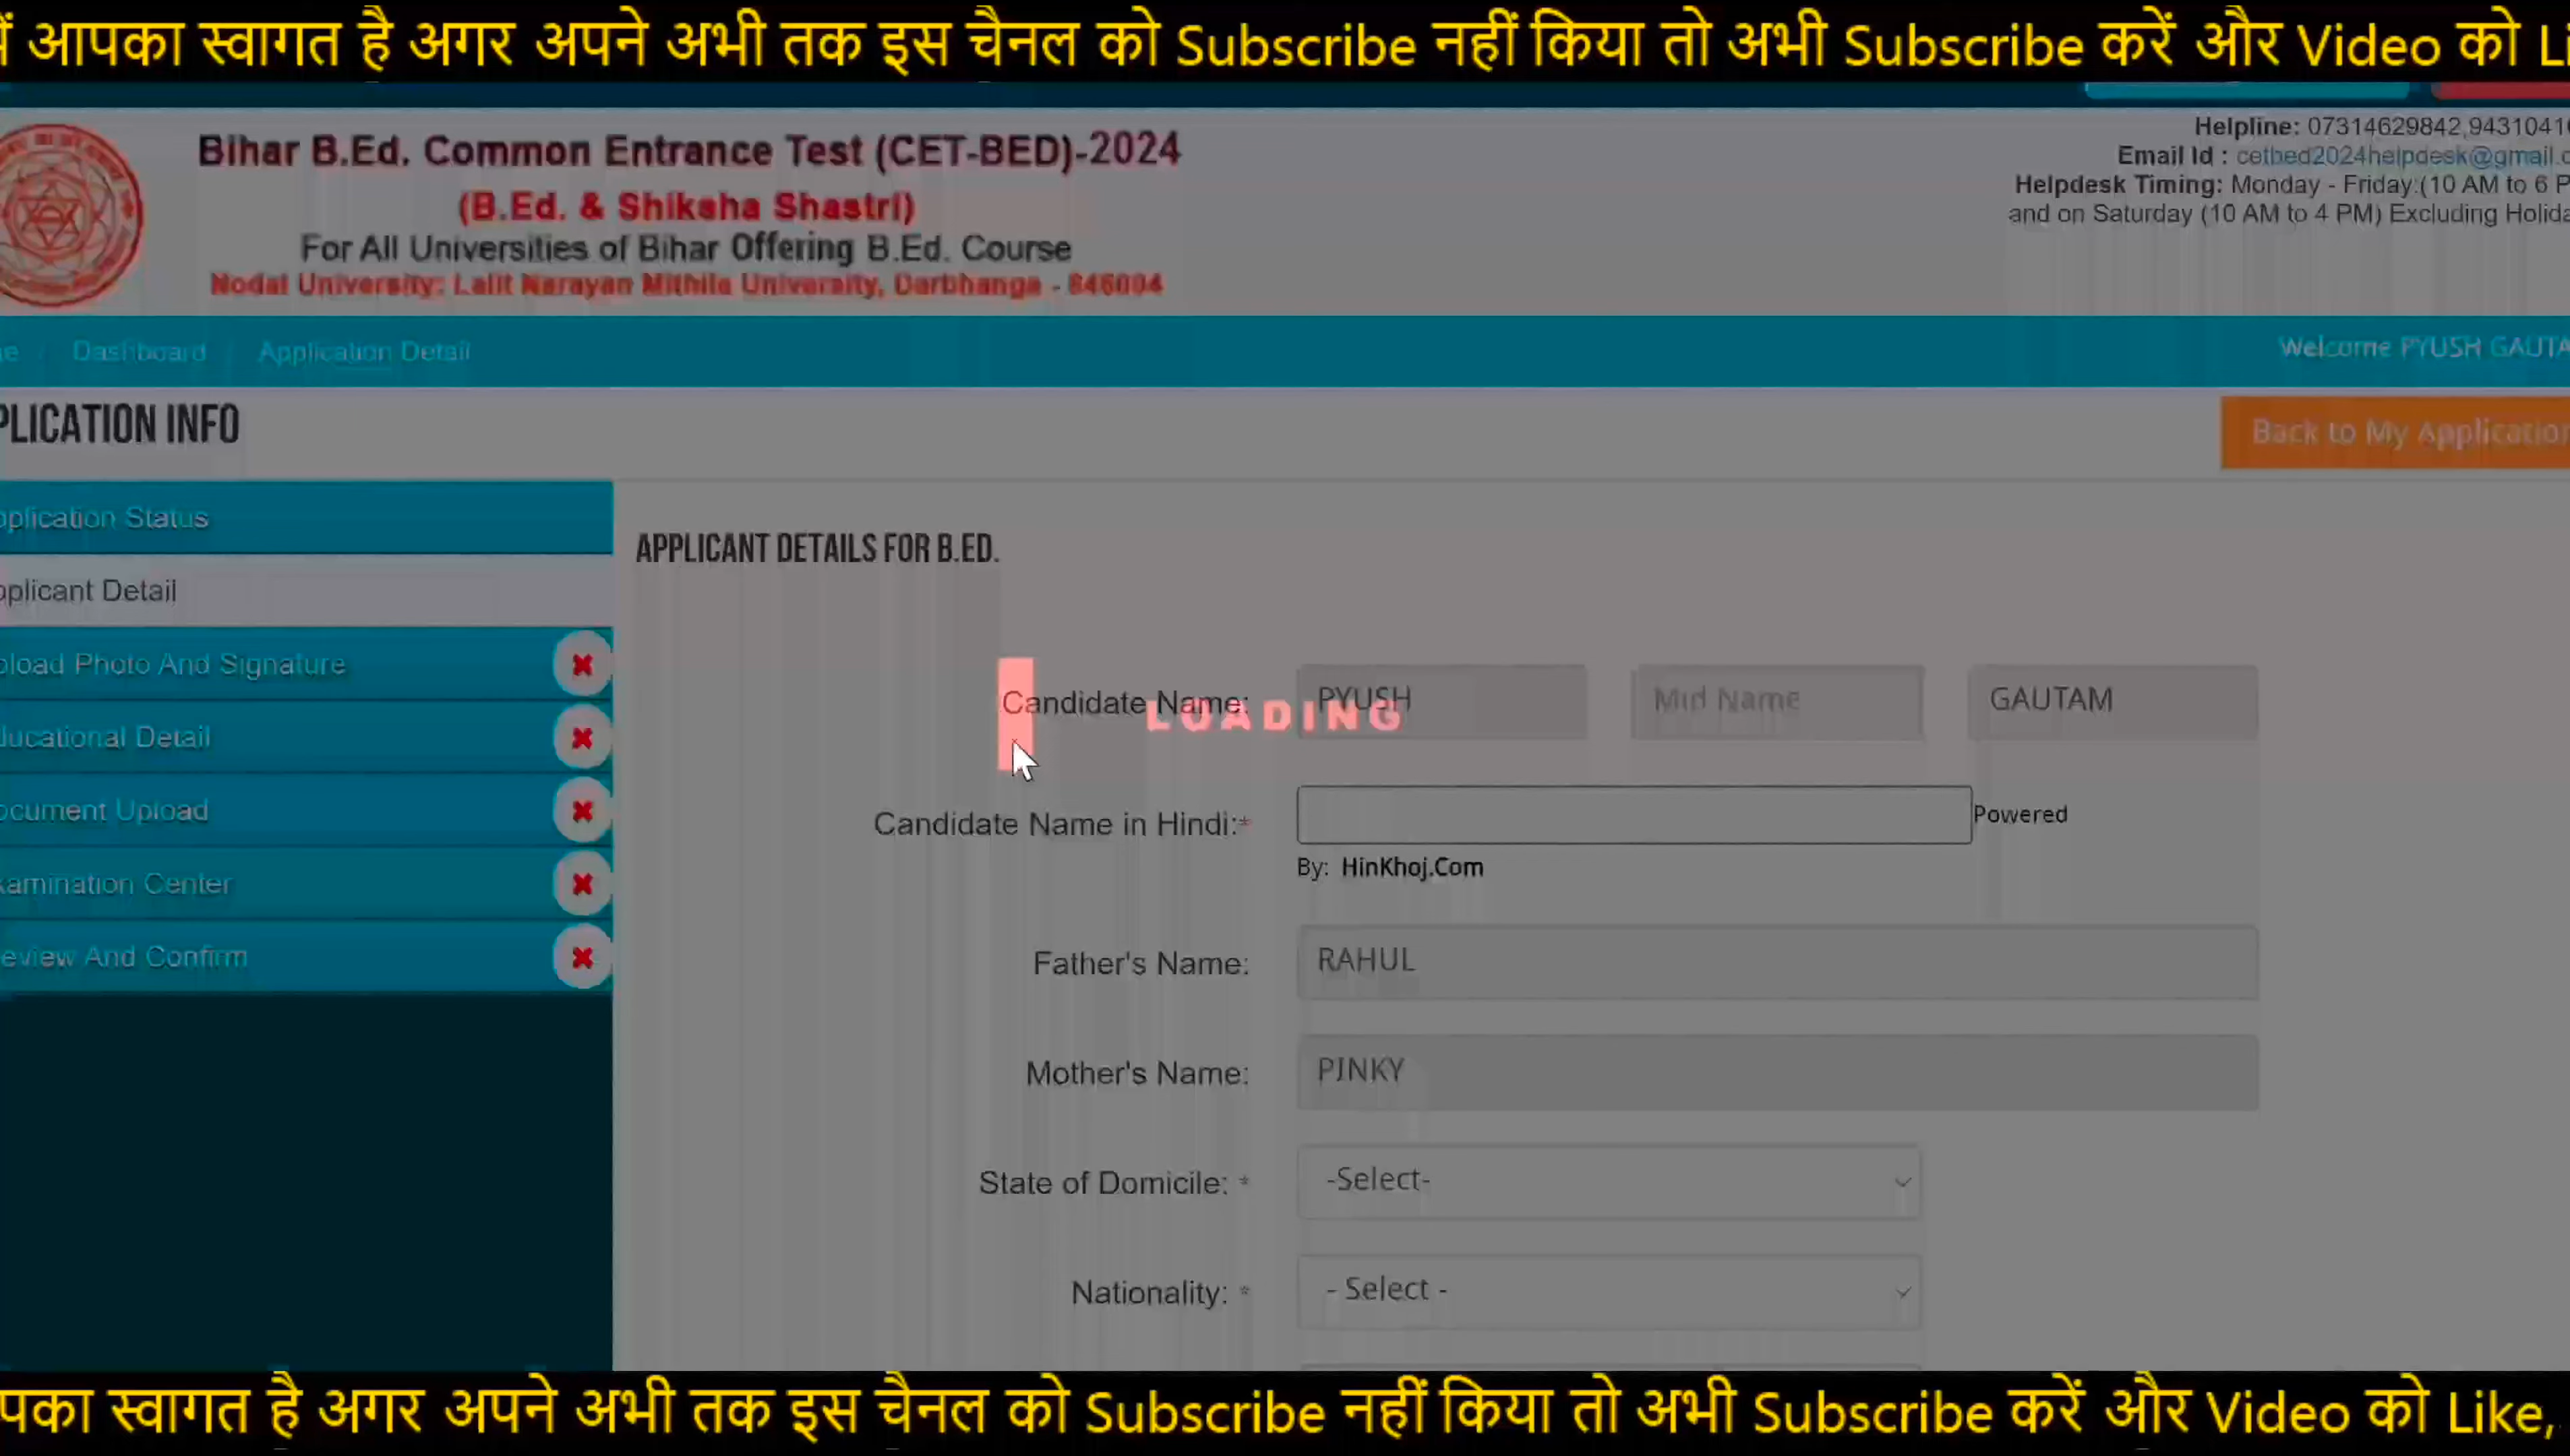 आपका स्वागत है अगर अपने अभी तक इस चैनल को Subscribe नहीं किया तो अभी Subscribe करें और Video को Li
Bihar B.Ed. Common Entrance Test (CET-BED)-2024
(B.Ed. & Shiksha Shastri)
For All Universities of Bihar Offering B.Ed. Course
Nodal University: Lalit Narayan Mithila University, Darbhanga - 846004
Helpline: 07314629842,9431041
Email Id : cetbed2024helpdesk@gmail.c
Helpdesk Timing: Monday - Friday:(10 AM to 6 P
and on Saturday (10 AM to 4 PM) Excluding Holida
Dashboard Application Detail
Welcome PYUSH GAUTA
PLICATION INFO
Back to My Application
pplication Status
pplicant Detail
pload Photo And Signature
ducational Detail
ocument Upload
xamination Center
eview And Confirm
APPLICANT DETAILS FOR B.ED.
Candidate Name: PYUSH Mid Name GAUTAM
LOADING
Candidate Name in Hindi:* Powered
By: HinKhoj.Com
Father's Name: RAHUL
Mother's Name: PINKY
State of Domicile: * -Select-
Nationality: * - Select -
पका स्वागत है अगर अपने अभी तक इस चैनल को Subscribe नहीं किया तो अभी Subscribe करें और Video को Like,